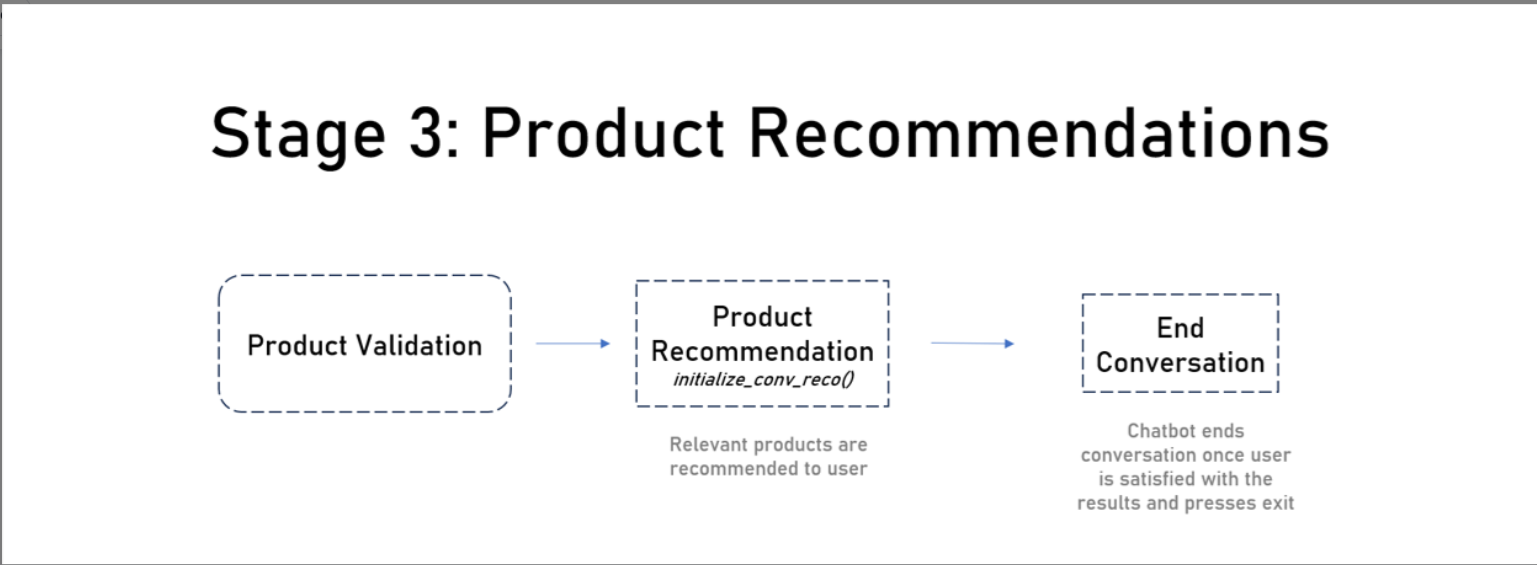 Stage 3: Product Recommendations
Product Validation
Product
Recommendation
initialize_conv_reco()
Relevant products are
recommended to user
End
Conversation
Chatbot ends
conversation once user
is satisfied with the
results and presses exit